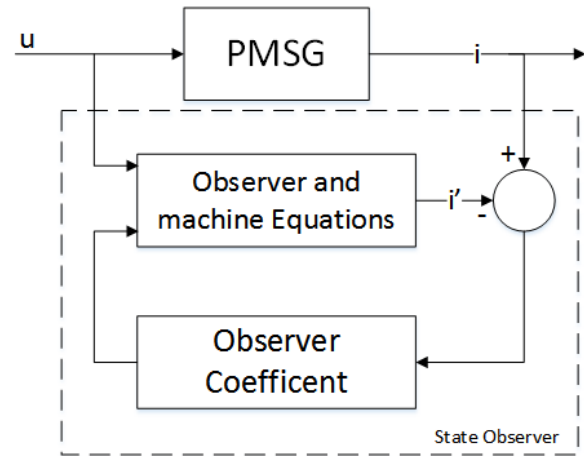 u
PMSG
i
+
Observer and
machine Equations
i’
-
Observer
Coefficent
State Observer